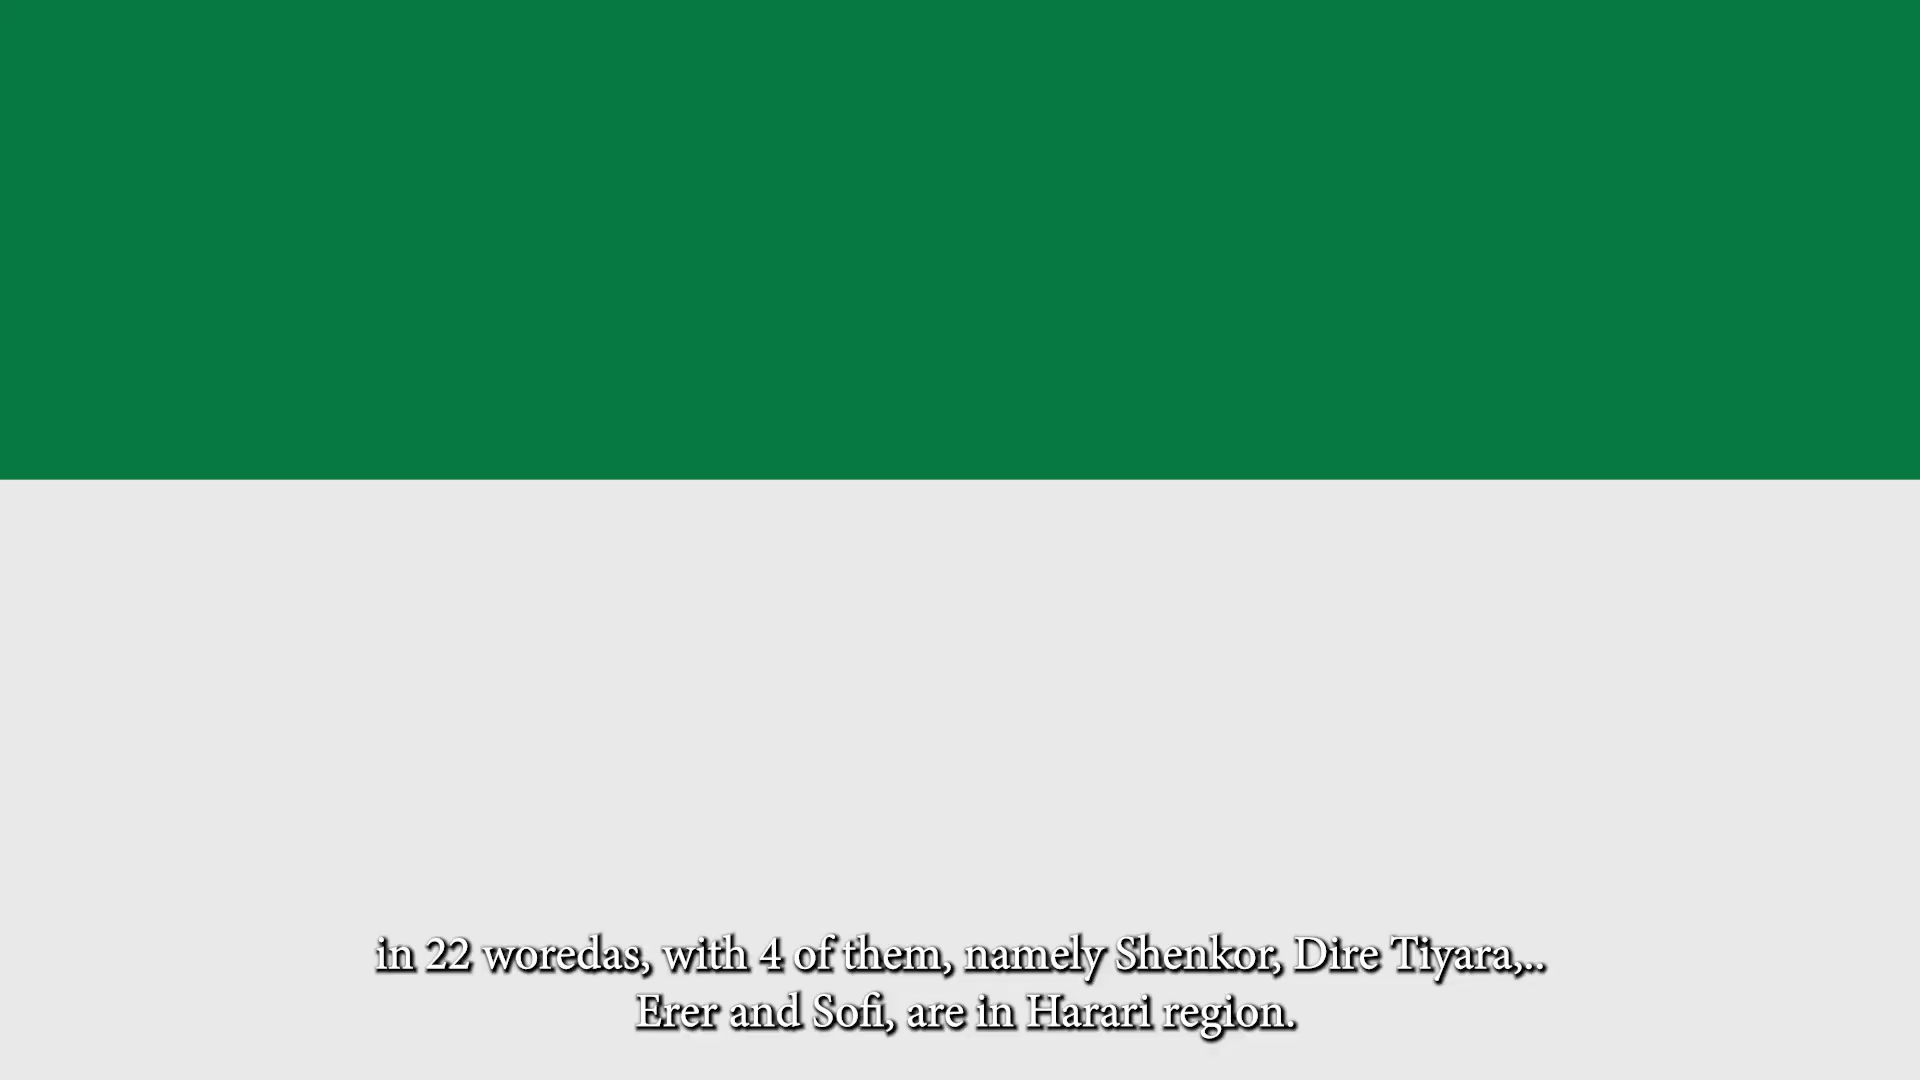 in 22 woredas, with 4 of them, namely Shenkor, Dire Tiyara,..
Erer and Sofi, are in Harari region.